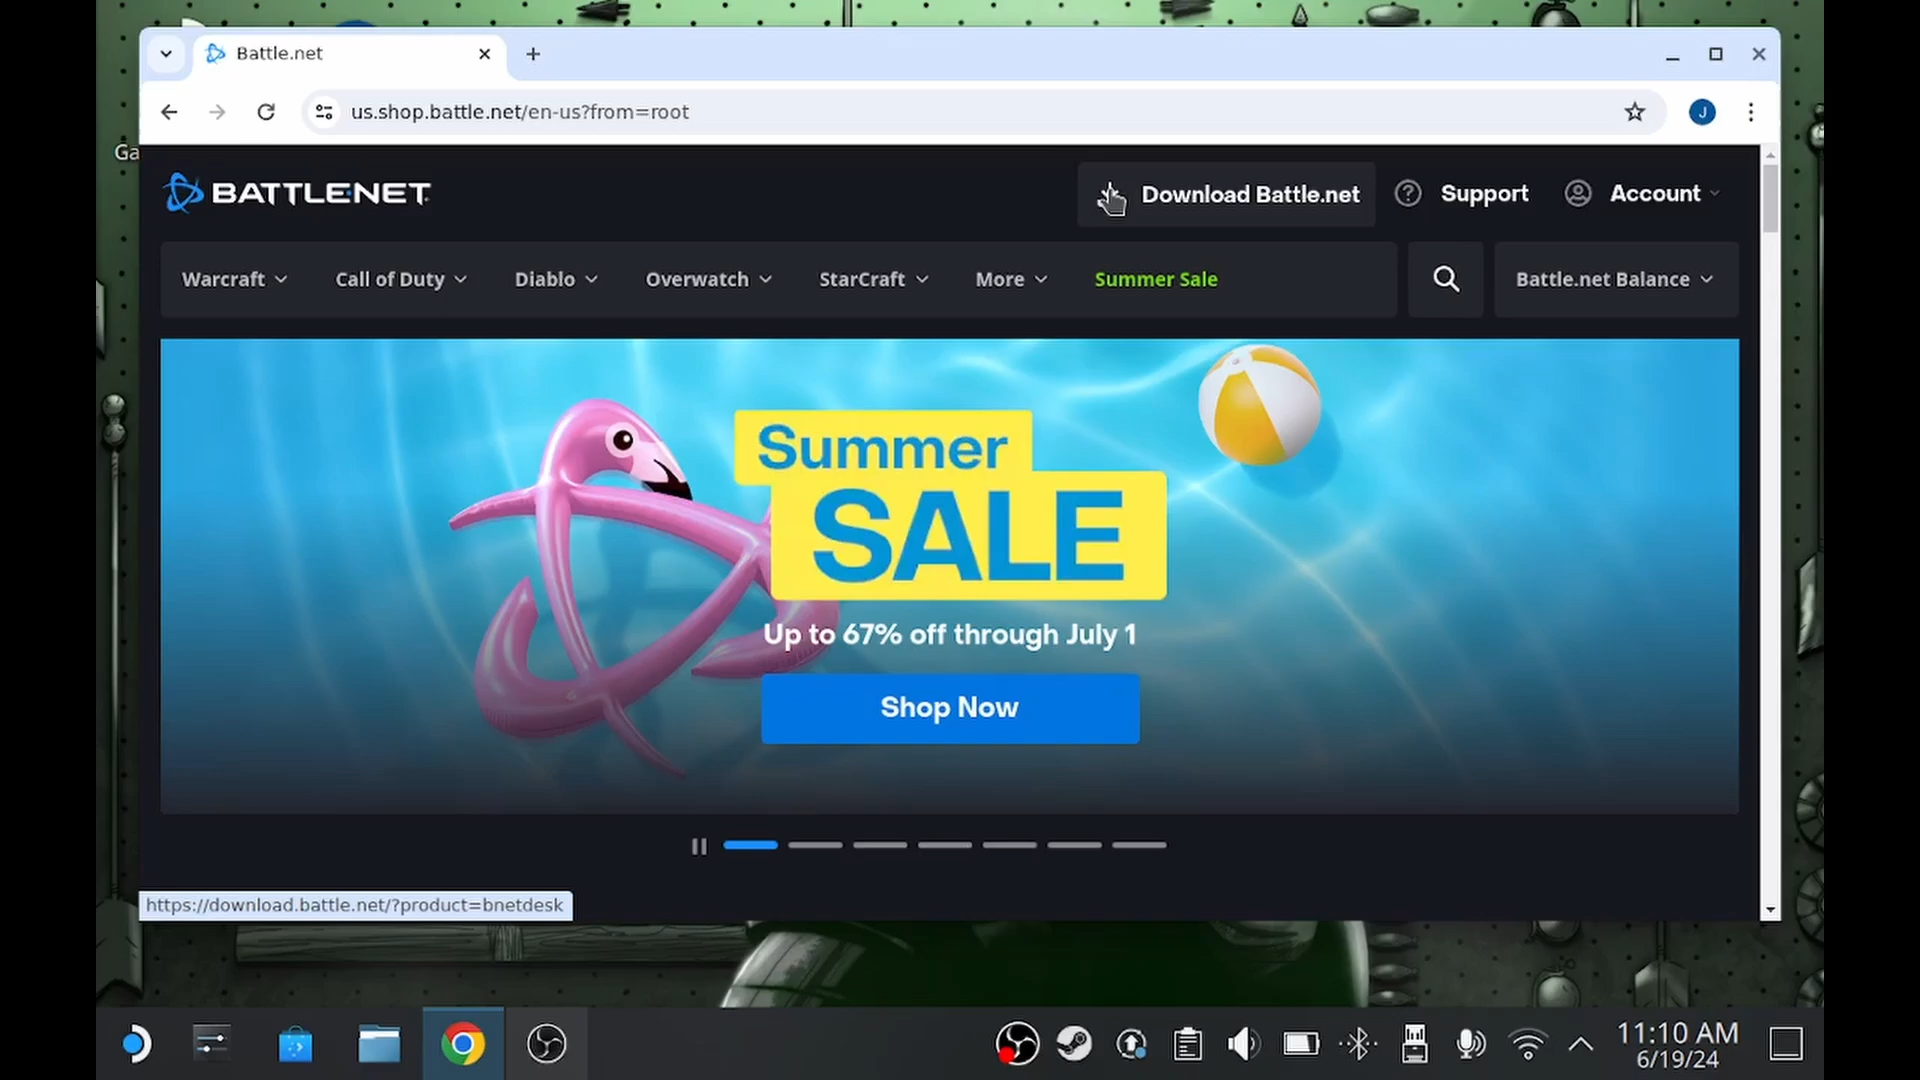 Battle.net
us.shop.battle.net/en-us?from=root
J
Ga
BATTLE.NET
Download Battle.net
Support
Account
Warcraft
Call of Duty
Diablo
Overwatch
StarCraft
More
Summer Sale
Battle.net Balance
Summer
SALE
Up to 67% off through July 1
Shop Now
https://download.battle.net/?product=bnetdesk
11:10 AM
6/19/24